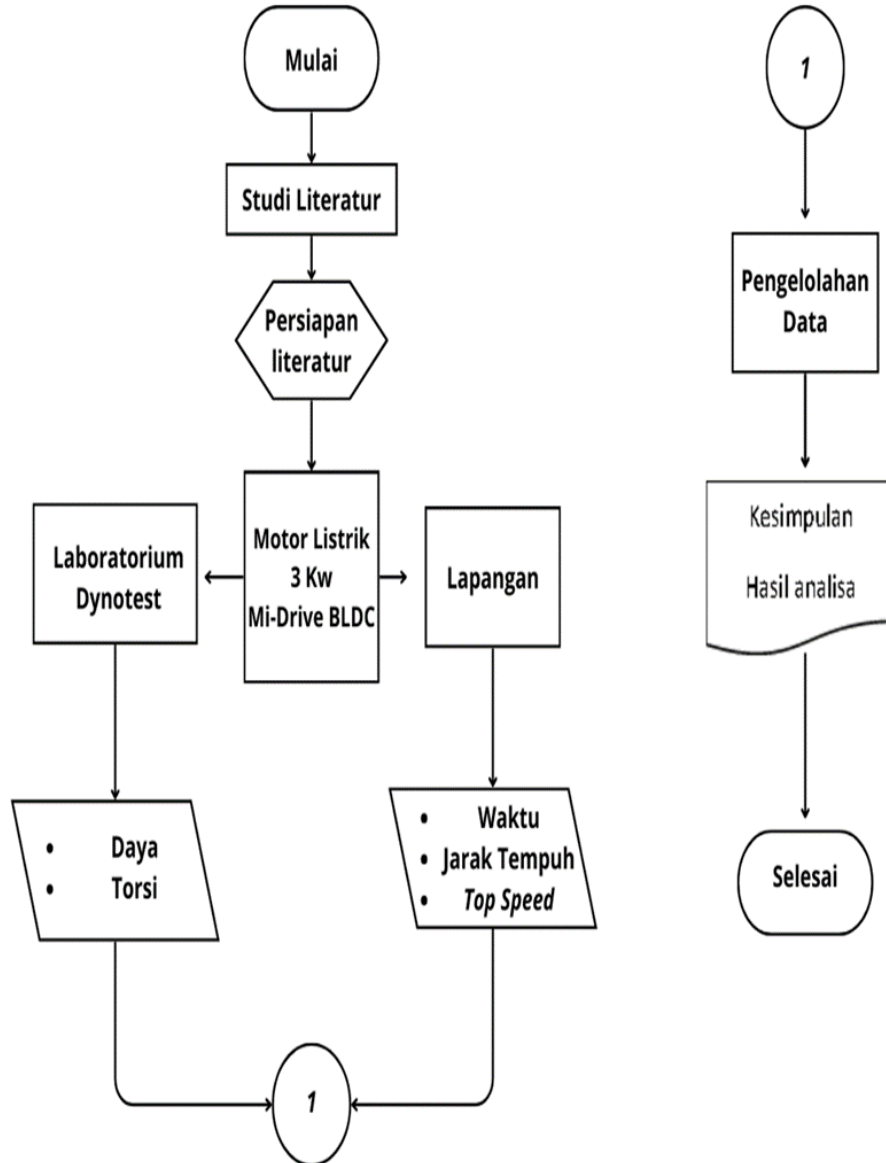 Mulai
Studi Literatur
Persiapan
literatur
Motor Listrik
3 Kw
Mi-Drive BLDC
Laboratorium
Dynotest
Lapangan
• Daya
• Torsi
• Waktu
• Jarak Tempuh
• Top Speed
1
1
Pengelolahan
Data
Kesimpulan
Hasil analisa
Selesai